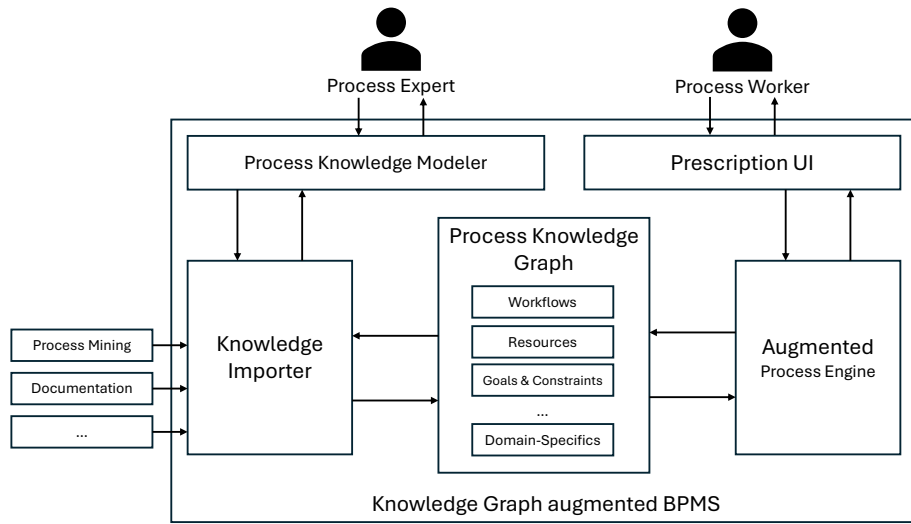 Process Expert
Process Worker
Process Knowledge Modeler
Prescription UI
Process Knowledge
Graph
Workflows
Resources
Goals & Constraints
...
Domain-Specifics
Knowledge
Importer
Augmented
Process Engine
Process Mining
Documentation
...
Knowledge Graph augmented BPMS